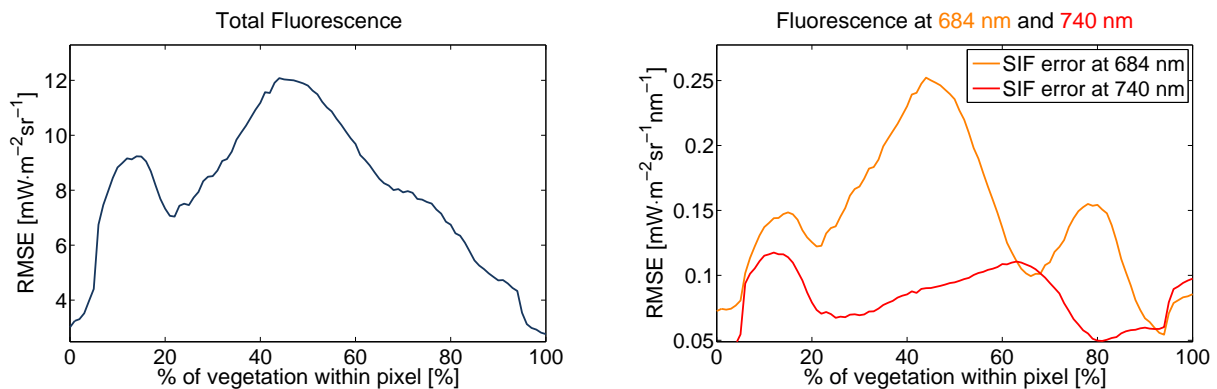 Total Fluorescence
RMSE [mW·m−2sr−1]
12
10
8
6
4
0 20 40 60 80 100
% of vegetation within pixel [%]
Fluorescence at 684 nm and 740 nm
RMSE [mW·m−2sr−1nm−1]
SIF error at 684 nm
SIF error at 740 nm
0.25
0.2
0.15
0.1
0.05
0 20 40 60 80 100
% of vegetation within pixel [%]